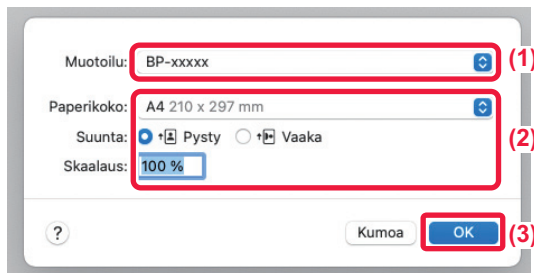 Muotoilu: BP-xxxxx (1)
Paperikoko: A4 210 x 297 mm
Suunta: Pysty Vaaka (2)
Skaalaus: 100 %
? Kumoa OK (3)